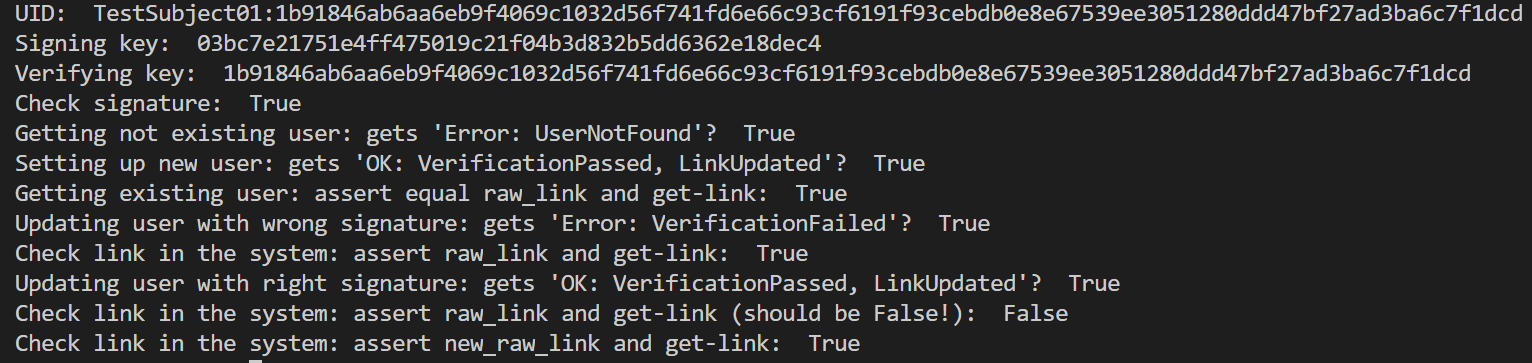 UID:  TestSubject01:1b91846ab6aa6eb9f4069c1032d56f741fd6e66c93cf6191f93cebdb0e8e67539ee3051280ddd47bf27ad3ba6c7f1dcd
Signing key:  03bc7e21751e4ff475019c21f04b3d832b5dd6362e18dec4
Verifying key:  1b91846ab6aa6eb9f4069c1032d56f741fd6e66c93cf6191f93cebdb0e8e67539ee3051280ddd47bf27ad3ba6c7f1dcd
Check signature:  True
Getting not existing user: gets 'Error: UserNotFound'?  True
Setting up new user: gets 'OK: VerificationPassed, LinkUpdated'?  True
Getting existing user: assert equal raw_link and get-link:  True
Updating user with wrong signature: gets 'Error: VerificationFailed'?  True
Check link in the system: assert raw_link and get-link:  True
Updating user with right signature: gets 'OK: VerificationPassed, LinkUpdated'?  True
Check link in the system: assert raw_link and get-link (should be False!):  False
Check link in the system: assert new_raw_link and get-link:  True